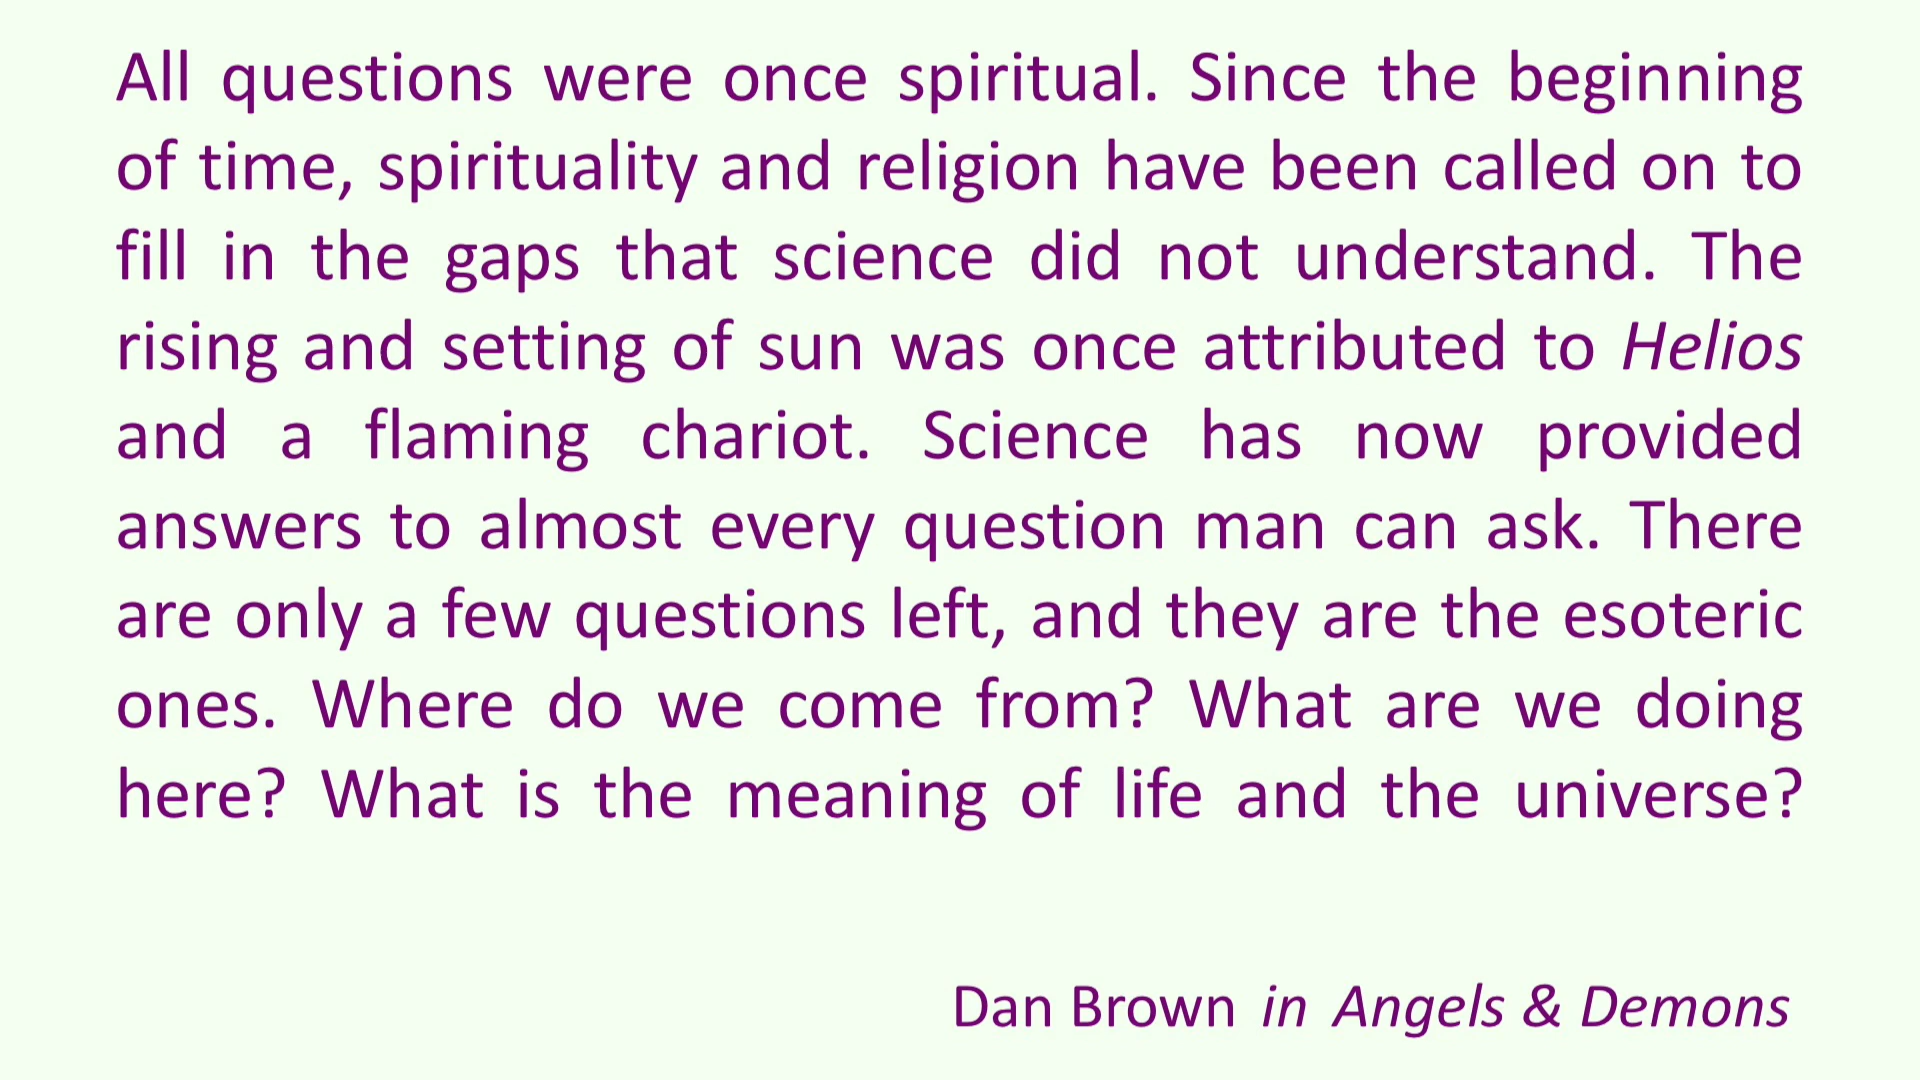 All questions were once spiritual. Since the beginning
of time, spirituality and religion have been called on to
fill in the gaps that science did not understand. The
rising and setting of sun was once attributed to Helios
and a flaming chariot. Science has now provided
answers to almost every question man can ask. There
are only a few questions left, and they are the esoteric
ones. Where do we come from? What are we doing
here? What is the meaning of life and the universe?
Dan Brown in Angels & Demons